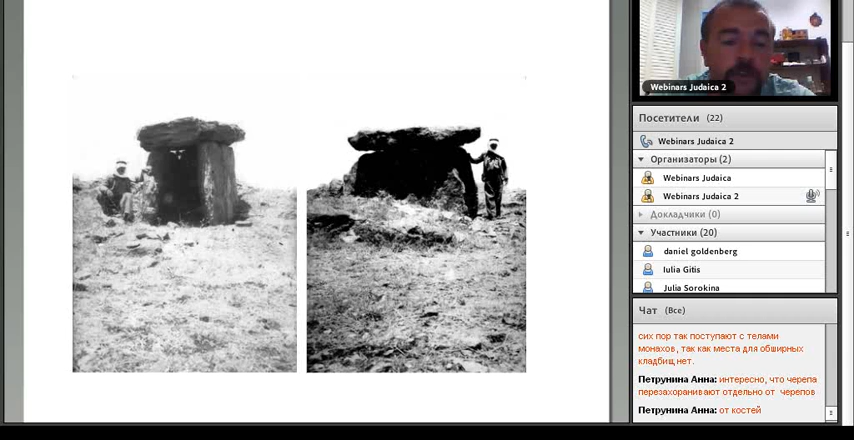 Webinars Judaica 2
Посетители (22)
Webinars Judaica 2
Организаторы (2)
Webinars Judaica
Webinars Judaica 2
Докладчики (0)
Участники (20)
daniel goldenberg
Iulia Gitis
Julia Sorokina
Чат (Все)
сих пор так поступают с телами
монахов, так как места для обширных
кладбищ нет.
Петрунина Анна: интересно, что черепа
перезахоранивают отдельно от черепов
Петрунина Анна: от костей